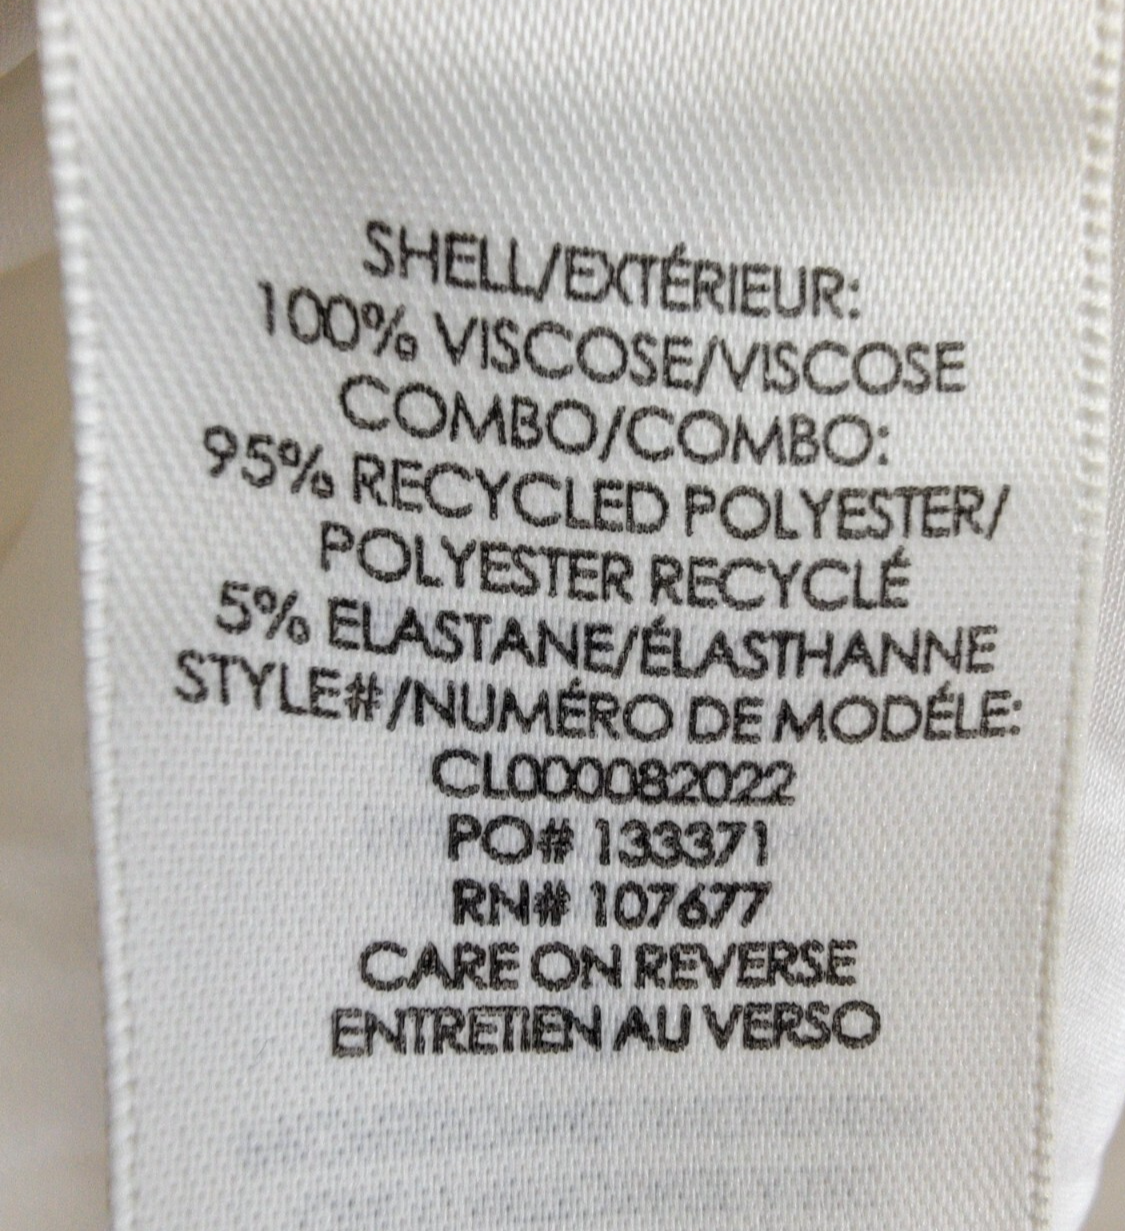 SHELL/EXTÉRIEUR:
100% VISCOSE/VISCOSE
COMBO/COMBO:
95% RECYCLED POLYESTER/
POLYESTER RECYCLÉ
5% ELASTANE/ÉLASTHANNE
STYLE#/NUMÉRO DE MODÉLE:
CL000082022
PO# 133371
RN# 107677
CARE ON REVERSE
ENTRETIEN AU VERSO